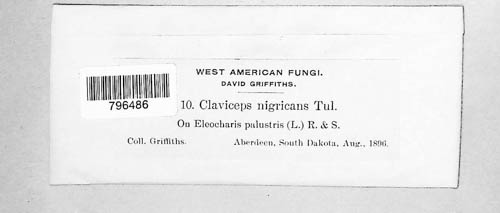 WEST AMERICAN FUNGI.
DAVID GRIFFITHS.
796486
10. Claviceps nigricans Tul.
On Eleocharis palustris (L.) R. & S.
Coll. Griffiths. Aberdeen, South Dakota, Aug., 1896.